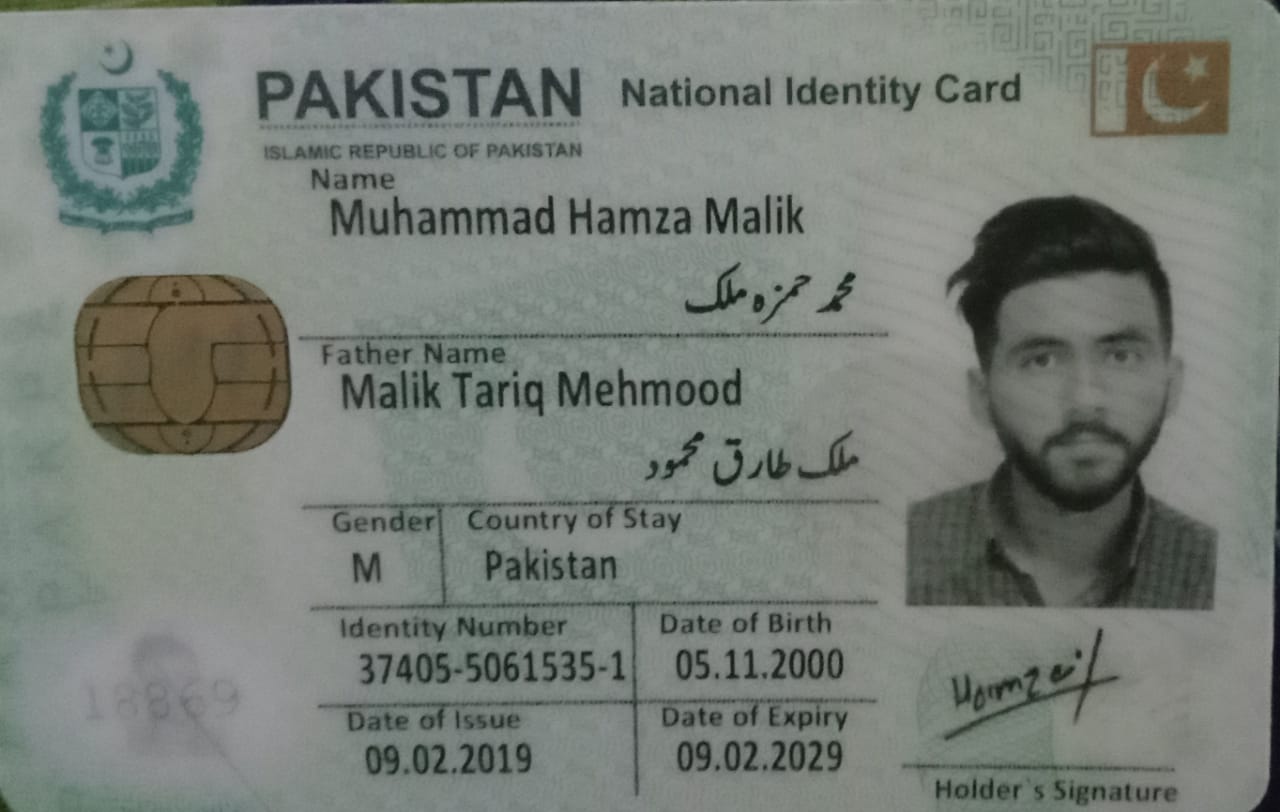 PAKISTAN National Identity Card
ISLAMIC REPUBLIC OF PAKISTAN
Name
Muhammad Hamza Malik
محمد حمزہ ملک
Father Name
Malik Tariq Mehmood
ملک طارق محمود
Gender Country of Stay
M Pakistan
Identity Number Date of Birth
37405-5061535-1 05.11.2000
18869
Date of Issue Date of Expiry
09.02.2019 09.02.2029
Holder`s Signature